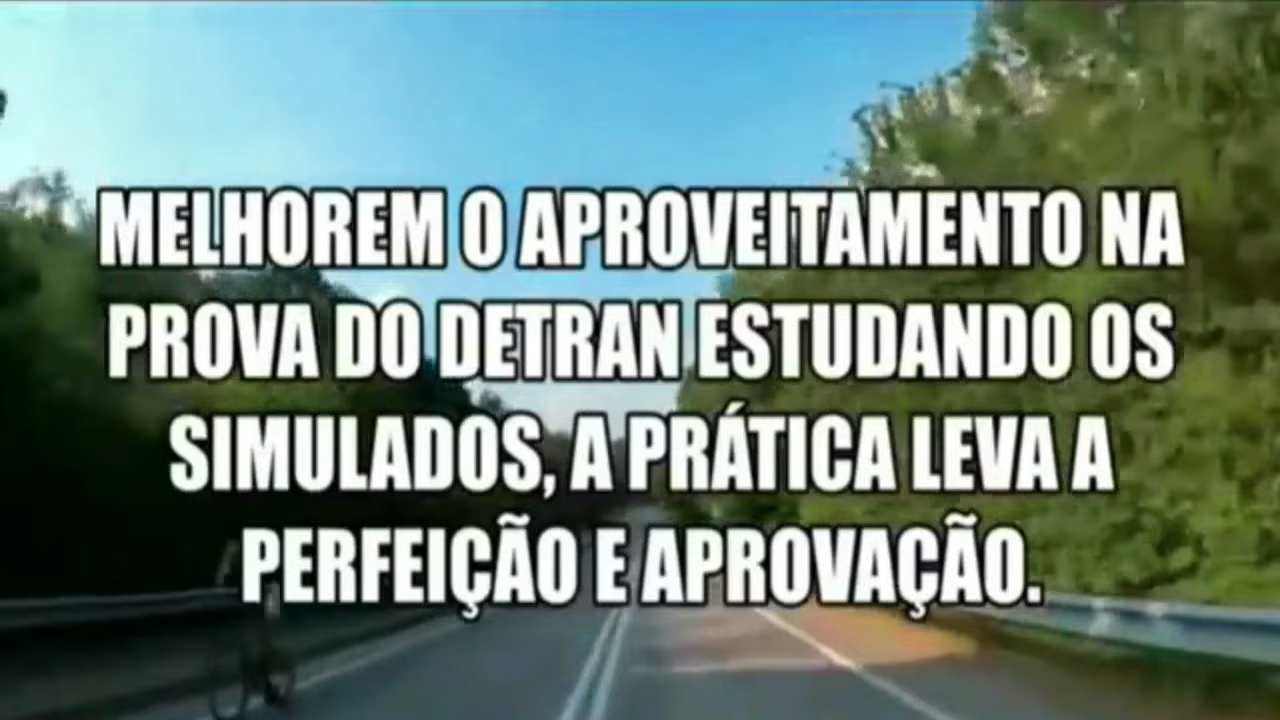 MELHOREM O APROVEITAMENTO NA
PROVA DO DETRAN ESTUDANDO OS
SIMULADOS, A PRÁTICA LEVA A
PERFEIÇÃO E APROVAÇÃO.